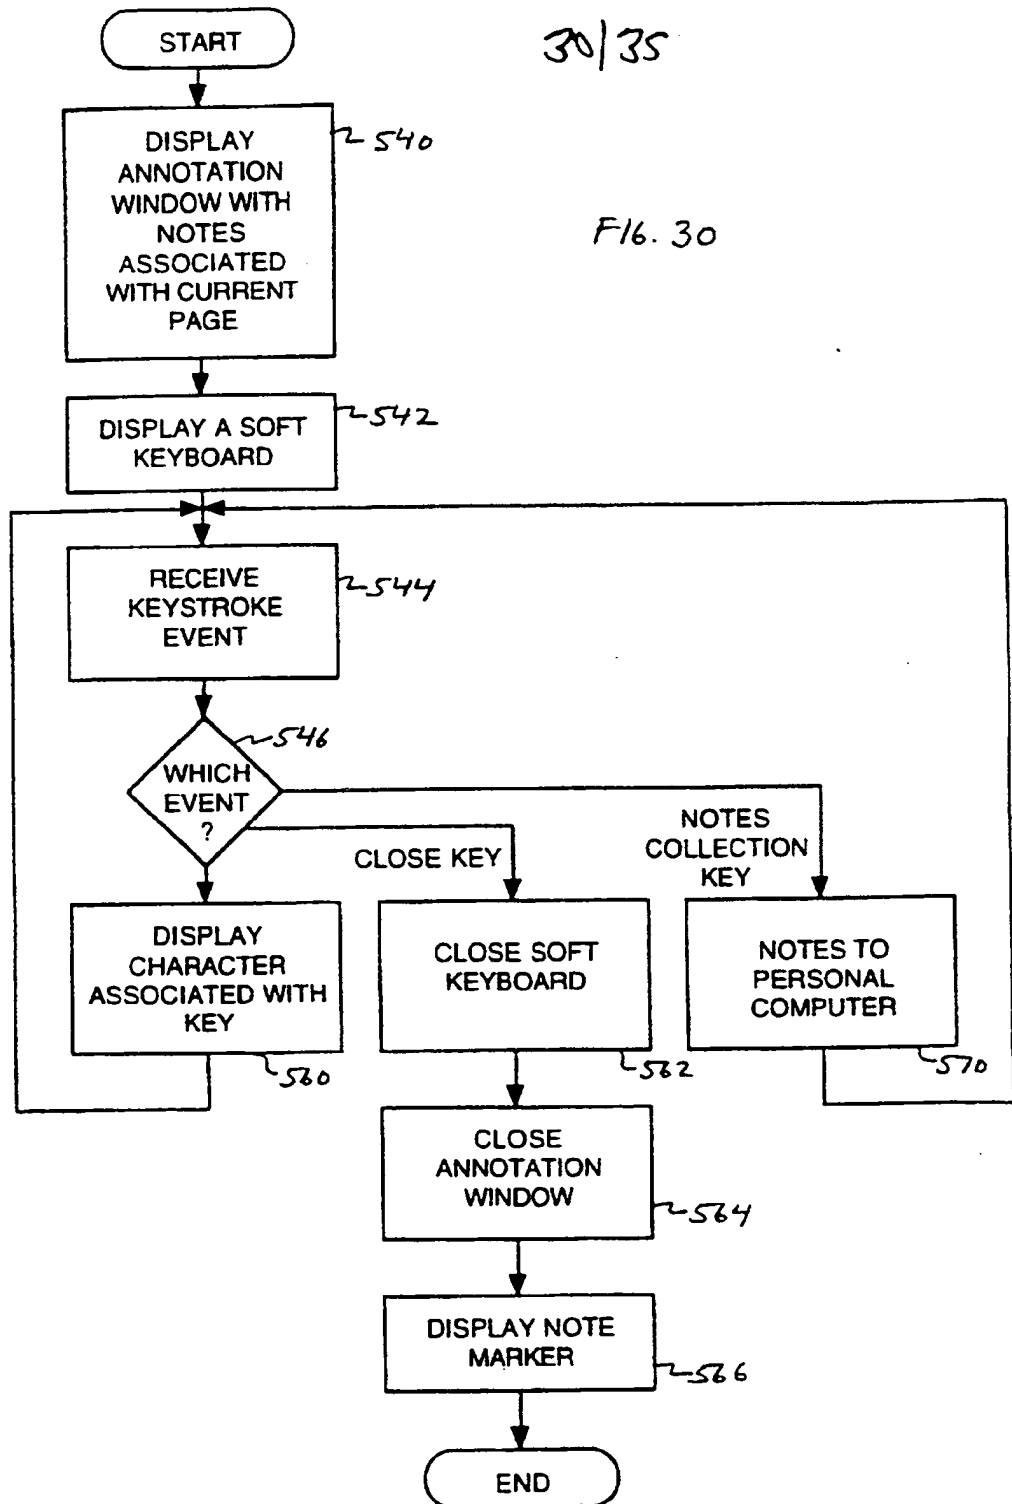 START
30/35
DISPLAY
ANNOTATION
WINDOW WITH
NOTES
ASSOCIATED
WITH CURRENT
PAGE
540
FIG. 30
DISPLAY A SOFT
KEYBOARD
542
RECEIVE
KEYSTROKE
EVENT
544
WHICH
EVENT
?
546
CLOSE KEY
NOTES
COLLECTION
KEY
DISPLAY
CHARACTER
ASSOCIATED WITH
KEY
560
CLOSE SOFT
KEYBOARD
562
NOTES TO
PERSONAL
COMPUTER
570
CLOSE
ANNOTATION
WINDOW
564
DISPLAY NOTE
MARKER
566
END